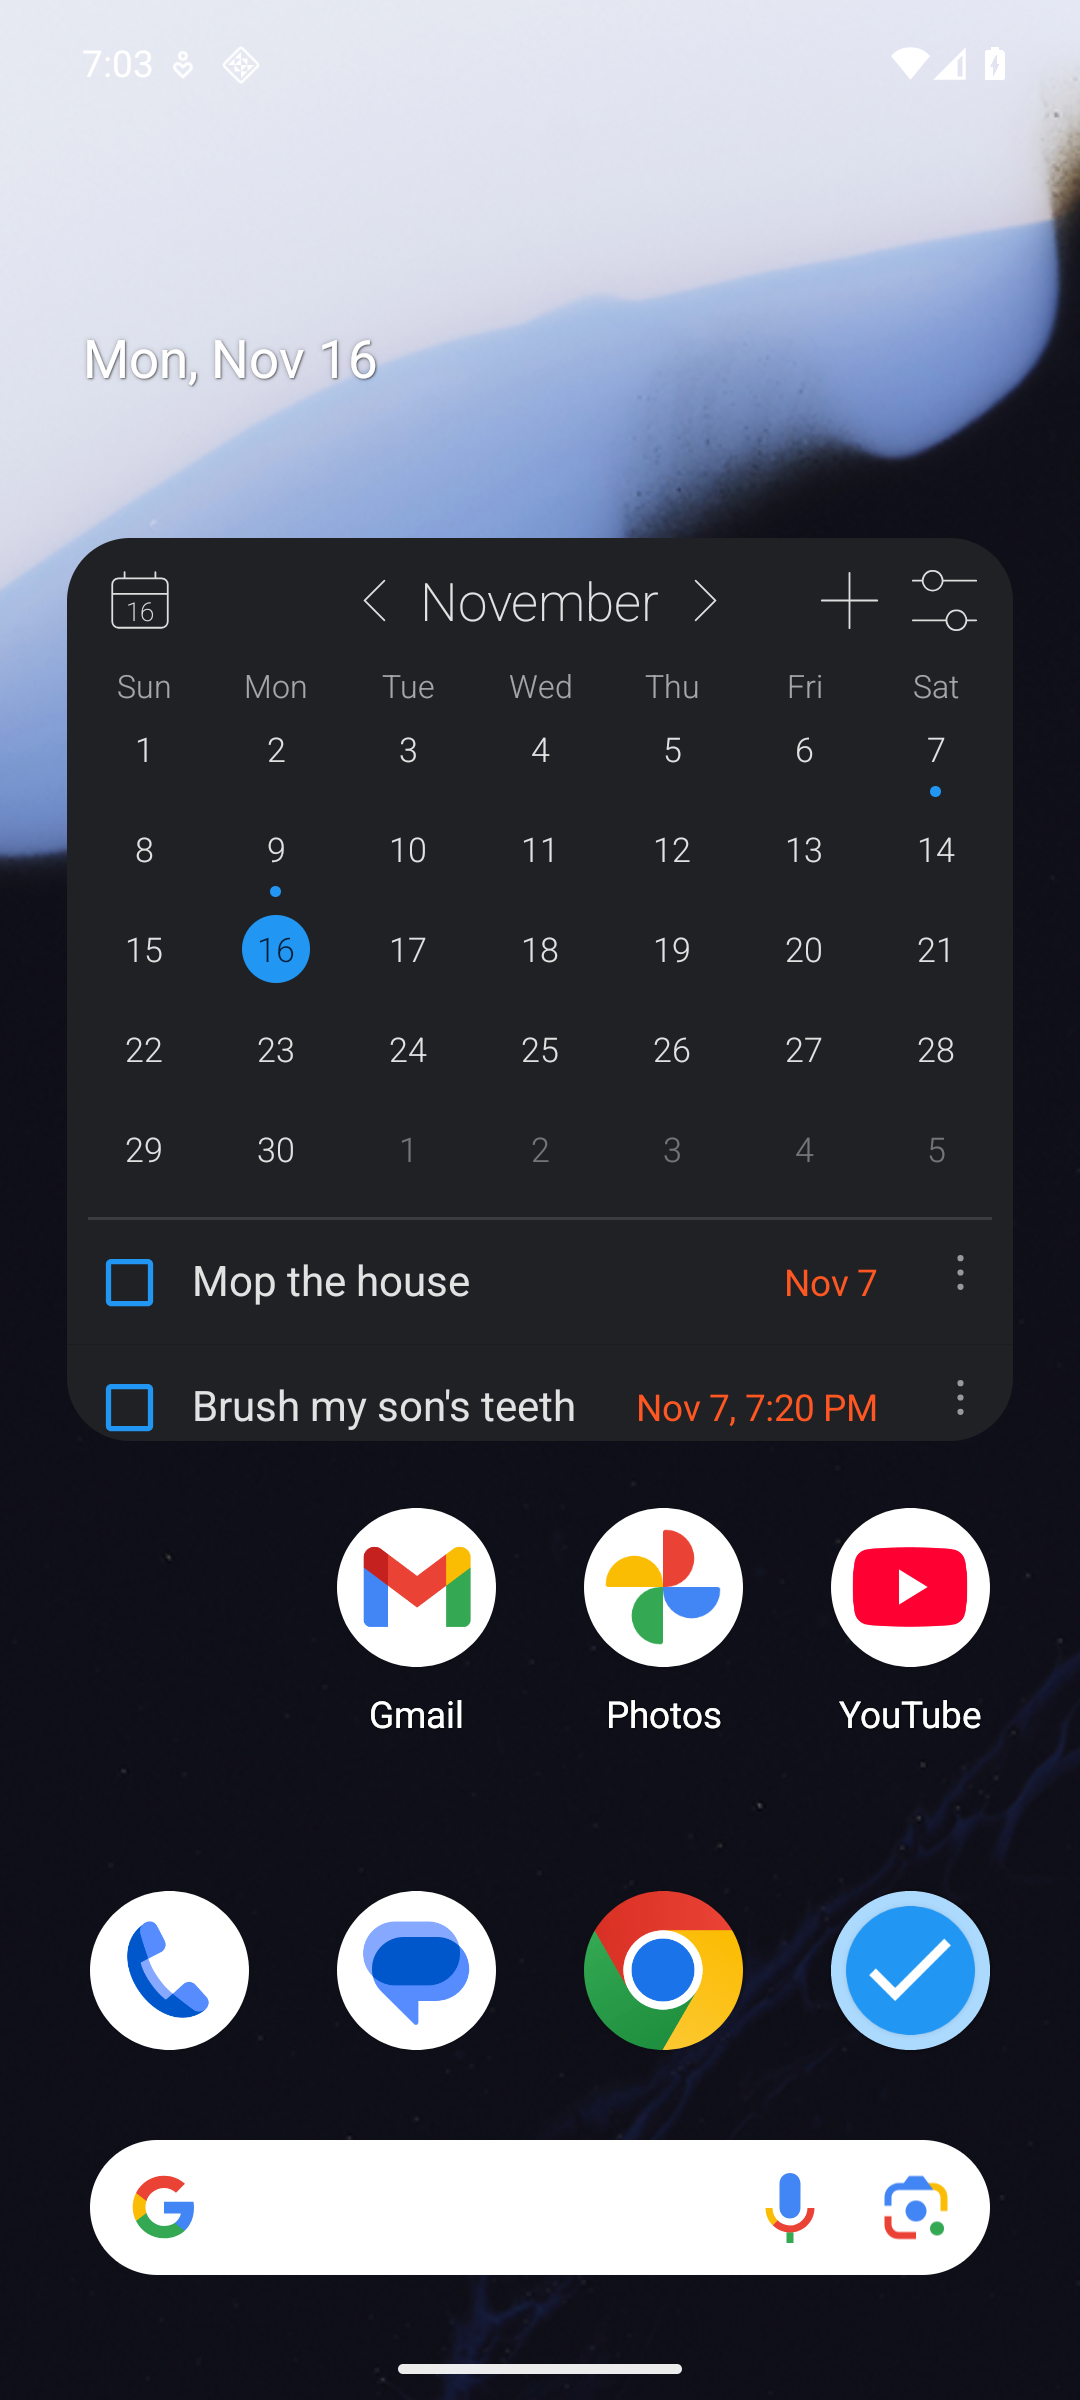 7:03
Mon, Nov 16
16 November
Sun Mon Tue Wed Thu Fri Sat
1 2 3 4 5 6 7
8 9 10 11 12 13 14
15 16 17 18 19 20 21
22 23 24 25 26 27 28
29 30 1 2 3 4 5
Mop the house Nov 7
Brush my son's teeth Nov 7, 7:20 PM
Gmail Photos YouTube